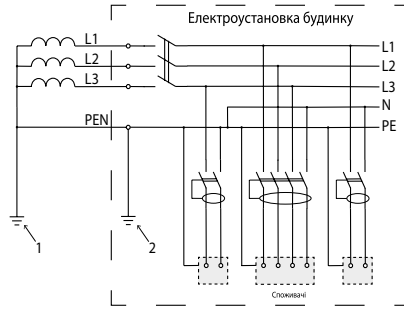 Електроустановка будинку
L1 L1
L2 L2
L3 L3
N
PEN PE
1 2
Споживачі